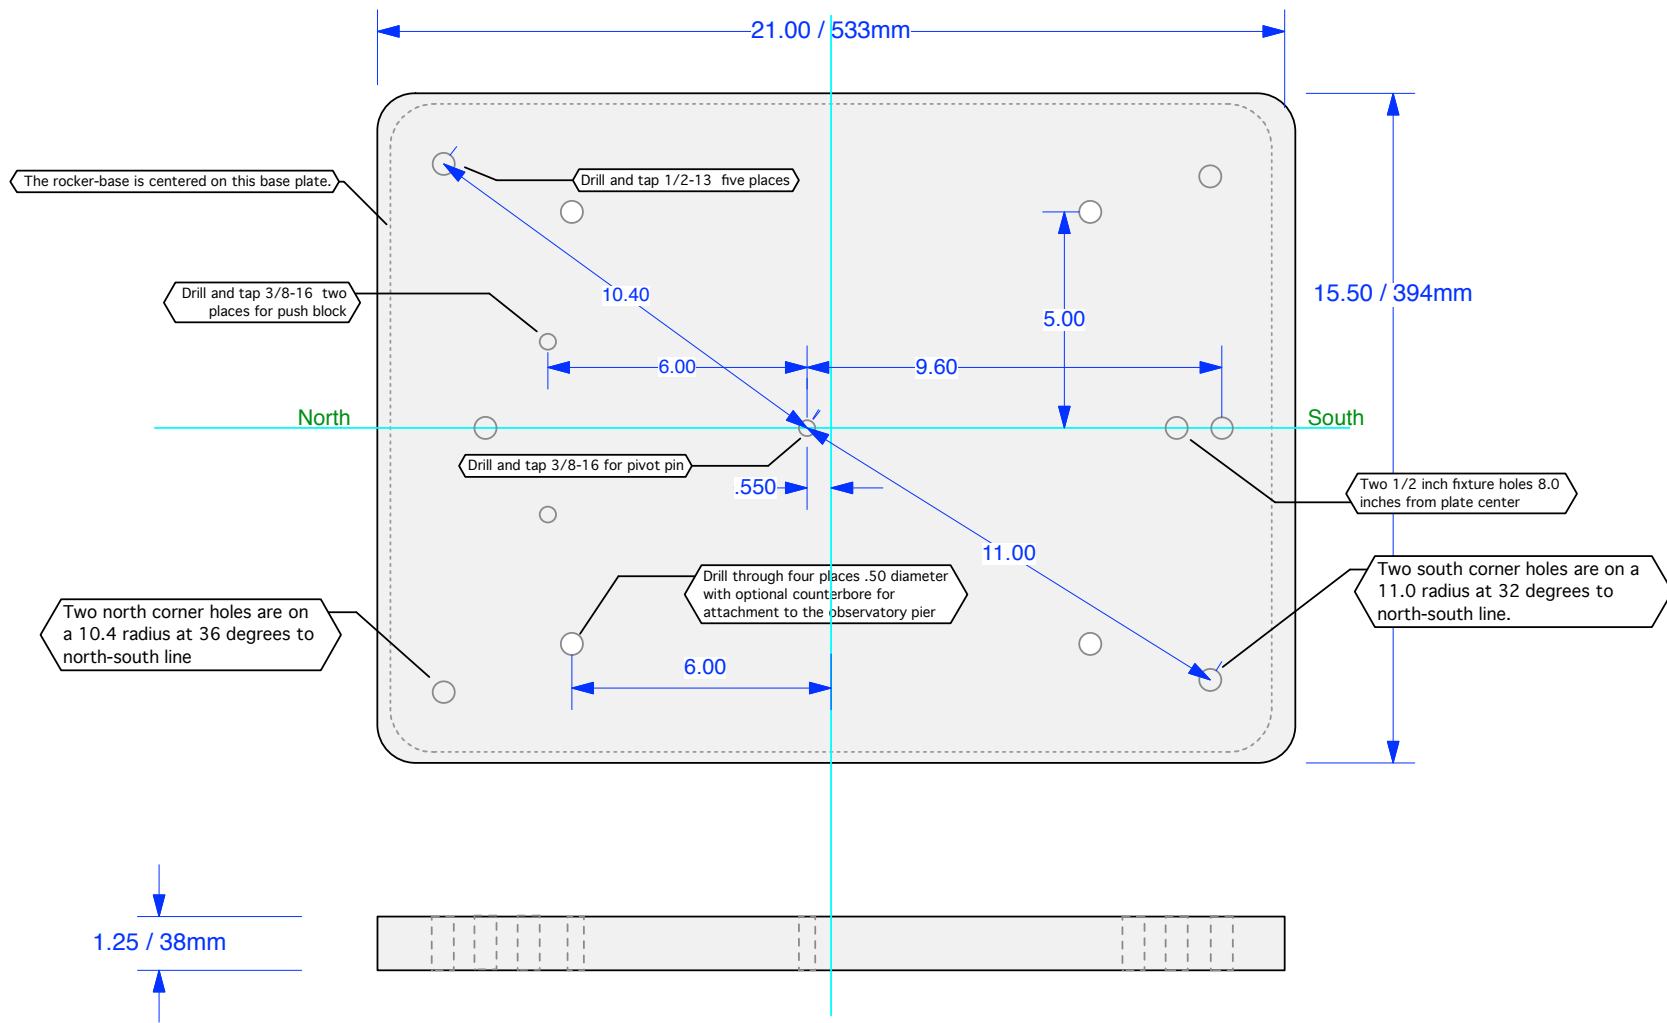 21.00 / 533mm
The rocker-base is centered on this base plate.
Drill and tap 1/2-13 five places
Drill and tap 3/8-16 two
places for push block
10.40
5.00
15.50 / 394mm
6.00
9.60
North
South
Drill and tap 3/8-16 for pivot pin
.550
Two 1/2 inch fixture holes 8.0
inches from plate center
11.00
Drill through four places .50 diameter
with optional counterbore for
attachment to the observatory pier
Two south corner holes are on a
11.0 radius at 32 degrees to
north-south line.
Two north corner holes are on
a 10.4 radius at 36 degrees to
north-south line
6.00
1.25 / 38mm